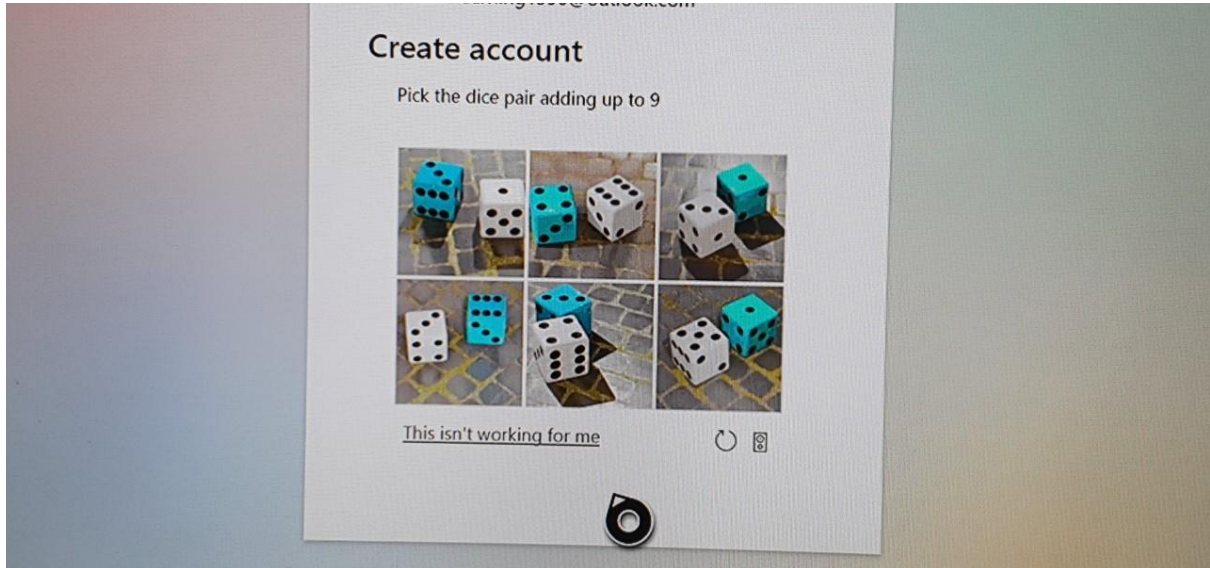 Create account
Pick the dice pair adding up to 9
This isn't working for me